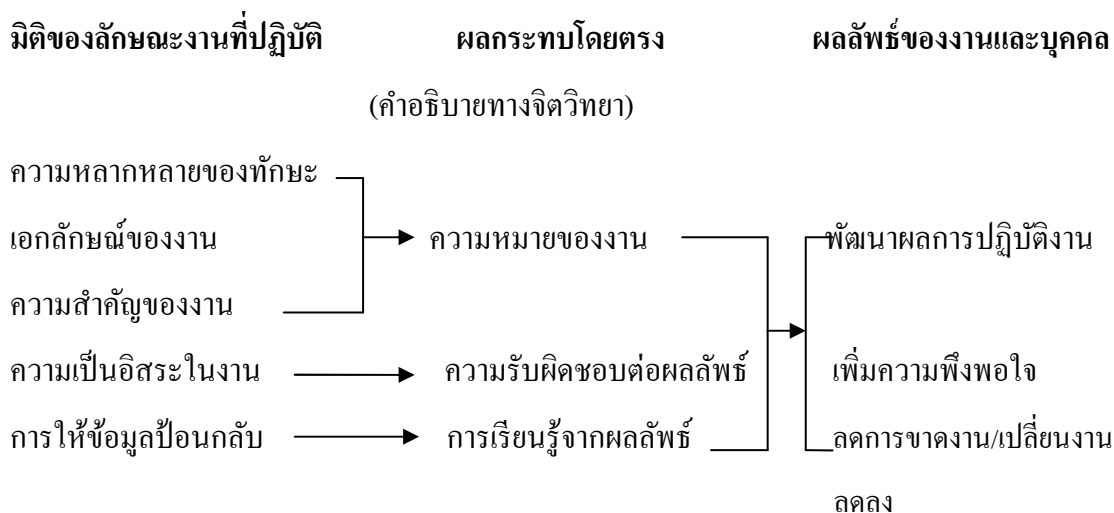 มิติของลักษณะงานที่ปฏิบัติ ผลกระทบโดยตรง ผลลัพธ์ของงานและบุคคล
(คำอธิบายทางจิตวิทยา)
ความหลากหลายของทักษะ
เอกลักษณ์ของงาน ความหมายของงาน พัฒนาผลการปฏิบัติงาน
ความสำคัญของงาน
ความเป็นอิสระในงาน ความรับผิดชอบต่อผลลัพธ์ เพิ่มความพึงพอใจ
การให้ข้อมูลป้อนกลับ การเรียนรู้จากผลลัพธ์ ลดการขาดงาน/เปลี่ยนงาน
ลดลง